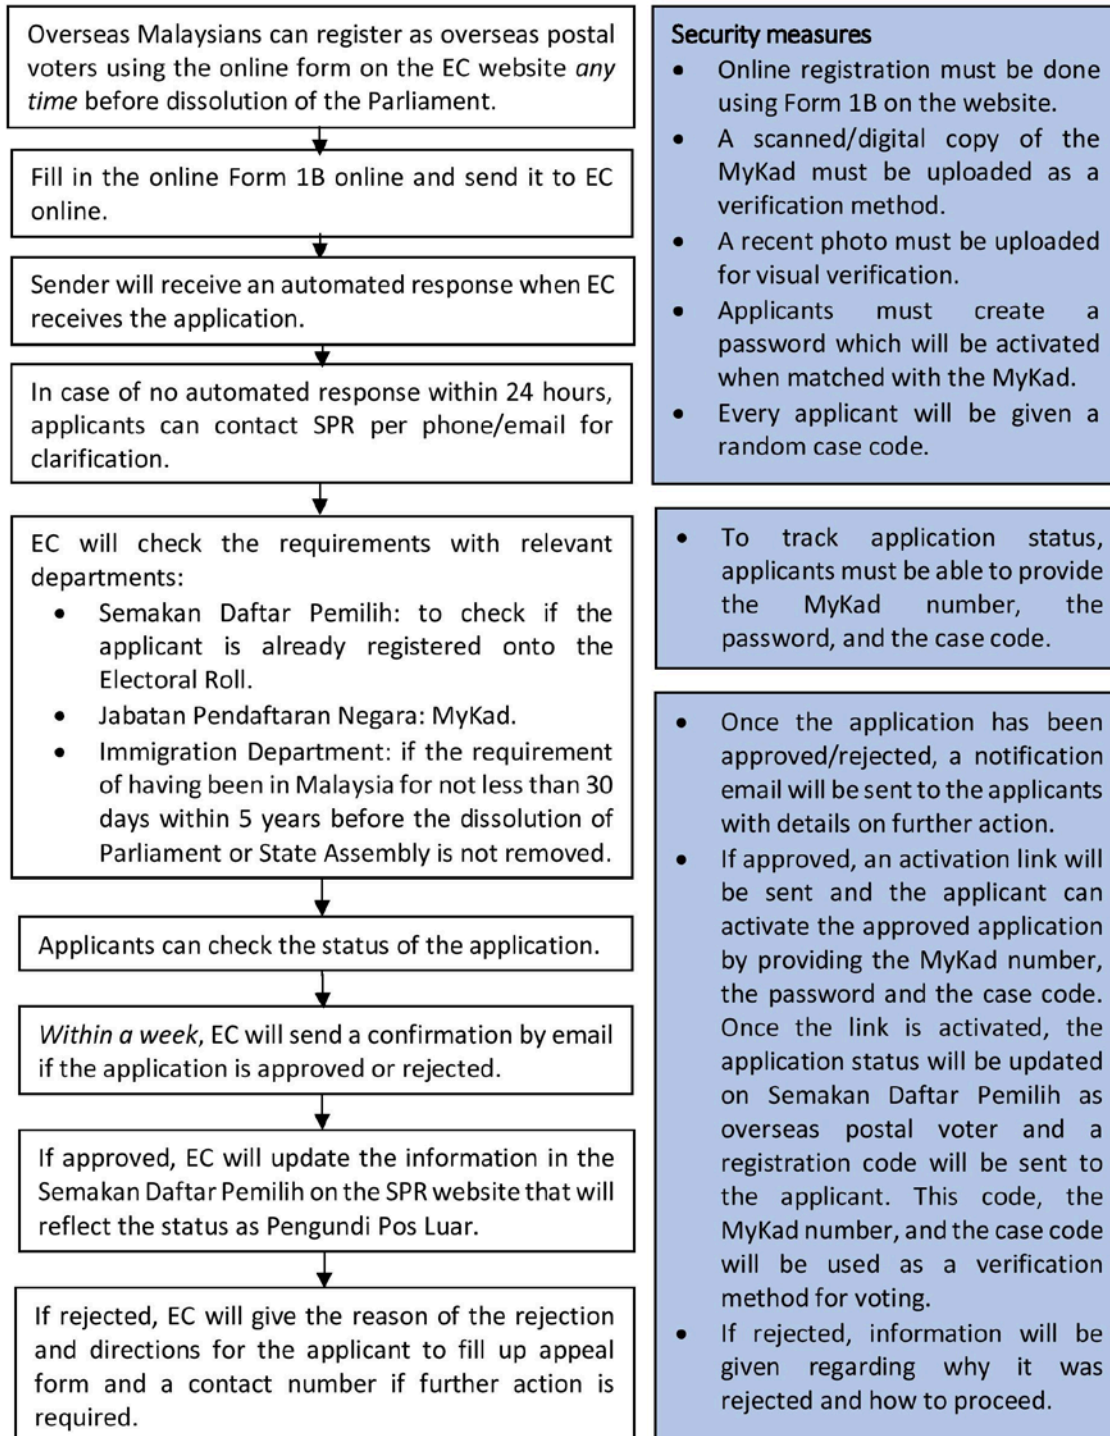 Overseas Malaysians can register as overseas postal
voters using the online form on the EC website any
time before dissolution of the Parliament.
Fill in the online Form 1B online and send it to EC
online.
Sender will receive an automated response when EC
receives the application.
In case of no automated response within 24 hours,
applicants can contact SPR per phone/email for
clarification.
EC will check the requirements with relevant
departments:
• Semakan Daftar Pemilih: to check if the
applicant is already registered onto the
Electoral Roll.
• Jabatan Pendaftaran Negara: MyKad.
• Immigration Department: if the requirement
of having been in Malaysia for not less than 30
days within 5 years before the dissolution of
Parliament or State Assembly is not removed.
Applicants can check the status of the application.
Within a week, EC will send a confirmation by email
if the application is approved or rejected.
If approved, EC will update the information in the
Semakan Daftar Pemilih on the SPR website that will
reflect the status as Pengundi Pos Luar.
If rejected, EC will give the reason of the rejection
and directions for the applicant to fill up appeal
form and a contact number if further action is
required.
Security measures
• Online registration must be done
using Form 1B on the website.
• A scanned/digital copy of the
MyKad must be uploaded as a
verification method.
• A recent photo must be uploaded
for visual verification.
• Applicants must create a
password which will be activated
when matched with the MyKad.
• Every applicant will be given a
random case code.
• To track application status,
applicants must be able to provide
the MyKad number, the
password, and the case code.
• Once the application has been
approved/rejected, a notification
email will be sent to the applicants
with details on further action.
• If approved, an activation link will
be sent and the applicant can
activate the approved application
by providing the MyKad number,
the password and the case code.
Once the link is activated, the
application status will be updated
on Semakan Daftar Pemilih as
overseas postal voter and a
registration code will be sent to
the applicant. This code, the
MyKad number, and the case code
will be used as a verification
method for voting.
• If rejected, information will be
given regarding why it was
rejected and how to proceed.